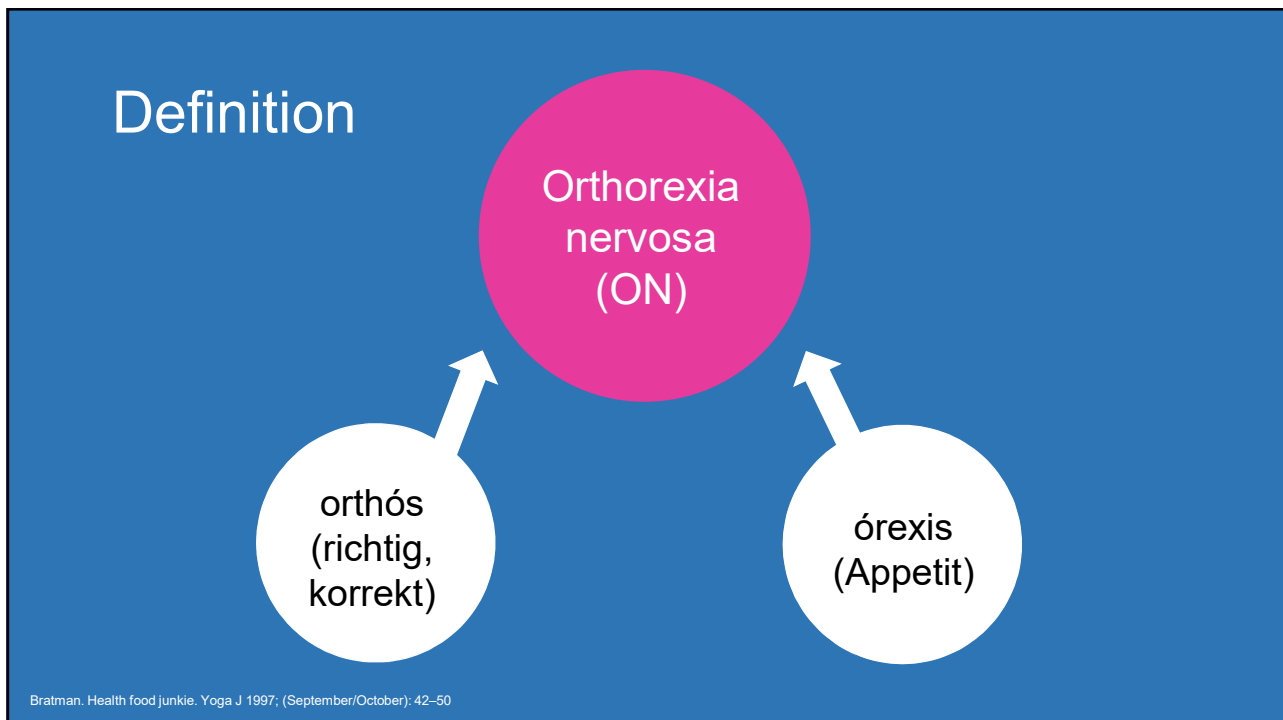 Definition
Orthorexia
nervosa
(ON)
orthós
(richtig,
korrekt)
órexis
(Appetit)
Bratman. Health food junkie. Yoga J 1997; (September/October): 42–50